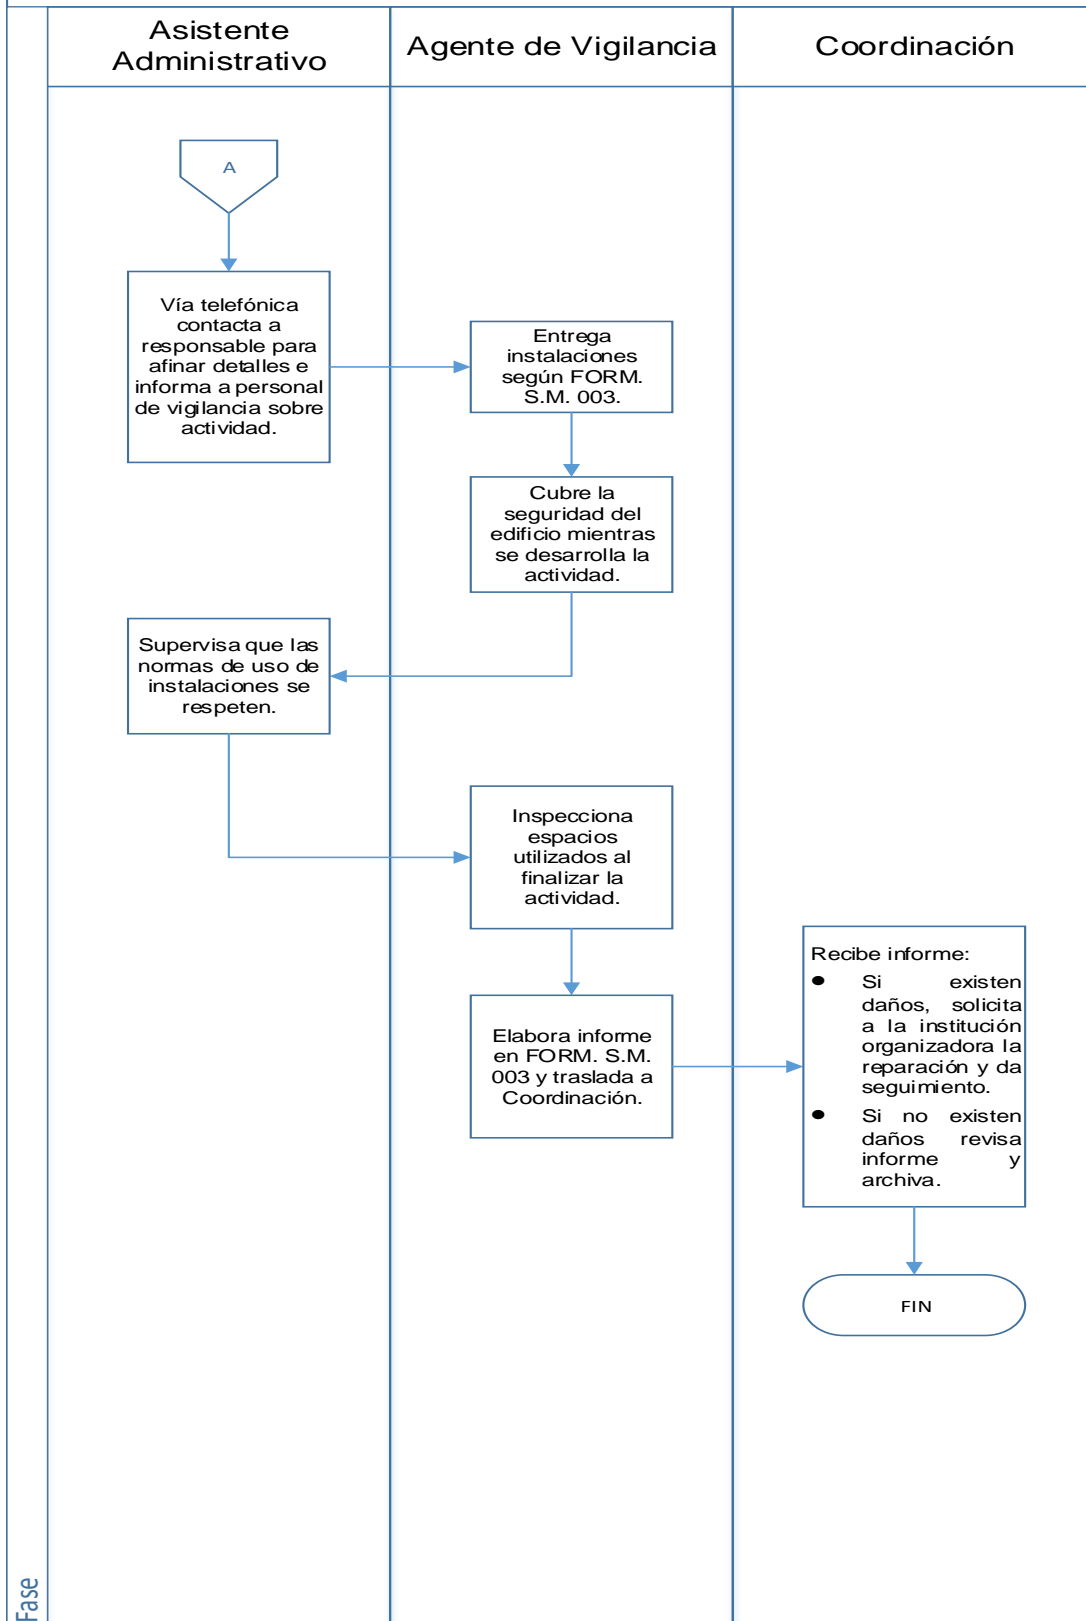 Asistente
Administrativo
Agente de Vigilancia
Coordinación
A
Vía telefónica
contacta a
responsable para
afinar detalles e
informa a personal
de vigilancia sobre
actividad.
Entrega
instalaciones
según FORM.
S.M. 003.
Cubre la
seguridad del
edificio mientras
se desarrolla la
actividad.
Supervisa que las
normas de uso de
instalaciones se
respeten.
Inspecciona
espacios
utilizados al
finalizar la
actividad.
Elabora informe
en FORM. S.M.
003 y traslada a
Coordinación.
Recibe informe:
● Si existen
daños, solicita
a la institución
organizadora la
reparación y da
seguimiento.
● Si no existen
daños revisa
informe y
archiva.
FIN
Fase